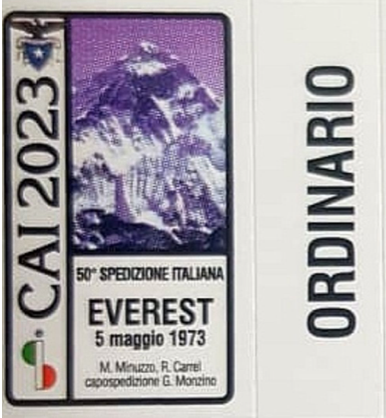 CAI 2023
50° SPEDIZIONE ITALIANA
EVEREST
5 maggio 1973
M. Minuzzo, R. Carrel
capospedizione G. Monzino
ORDINARIO